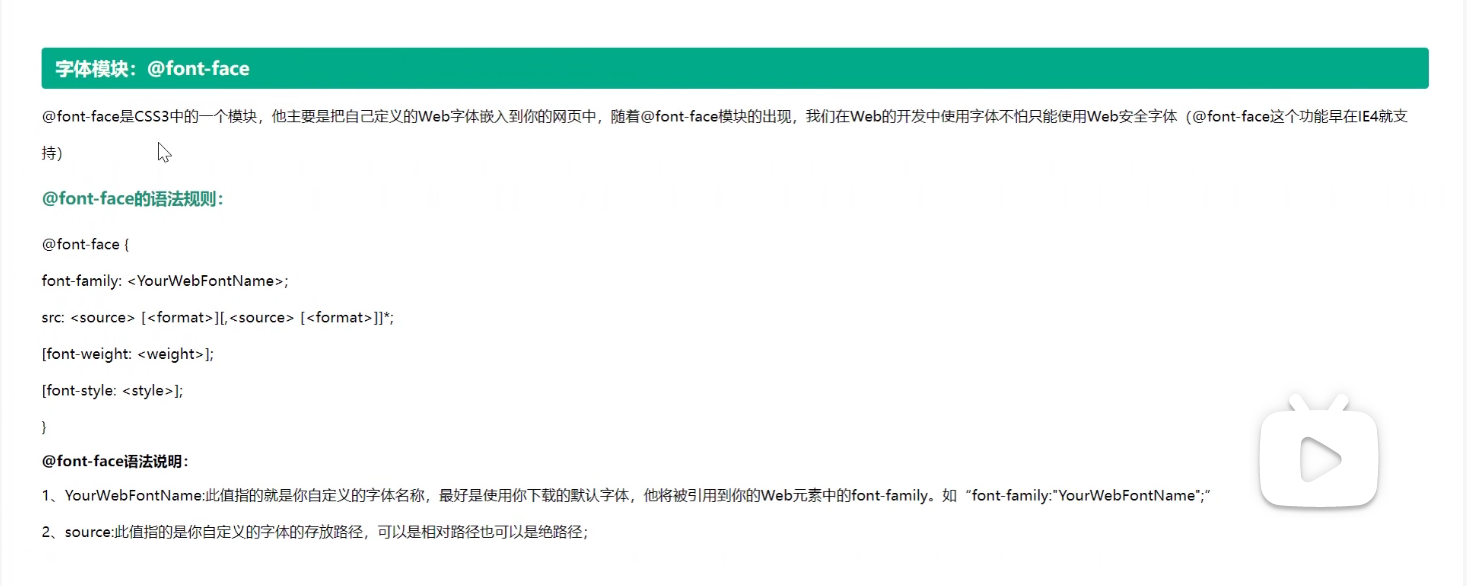 字体模块：@font-face
@font-face是CSS3中的一个模块，他主要是把自己定义的Web字体嵌入到你的网页中，随着@font-face模块的出现，我们在Web的开发中使用字体不怕只能使用Web安全字体（@font-face这个功能早在IE4就支
持）
@font-face的语法规则：
@font-face {
font-family: <YourWebFontName>;
src: <source> [<format>][,<source> [<format>]]*;
[font-weight: <weight>];
[font-style: <style>];
}
@font-face语法说明：
1、YourWebFontName:此值指的就是你自定义的字体名称，最好是使用你下载的默认字体，他将被引用到你的Web元素中的font-family。如“font-family:"YourWebFontName";”
2、source:此值指的是你自定义的字体的存放路径，可以是相对路径也可以是绝路径；